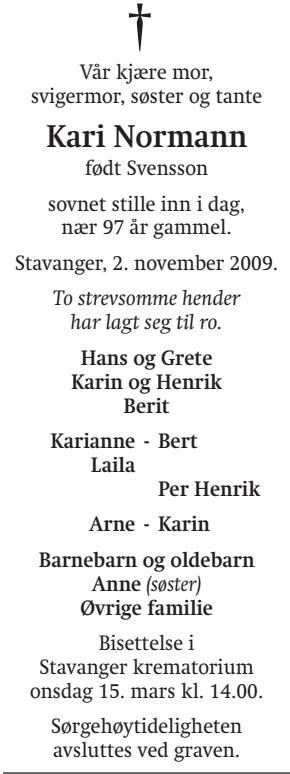 Vår kjære mor,
svigermor, søster og tante
Kari Normann
født Svensson
sovnet stille inn i dag,
nær 97 år gammel.
Stavanger, 2. november 2009.
To strevsomme hender
har lagt seg til ro.
Hans og Grete
Karin og Henrik
Berit
Karianne - Bert
Laila
Per Henrik
Arne - Karin
Barnebarn og oldebarn
Anne (søster)
Øvrige familie
Bisettelse i
Stavanger krematorium
onsdag 15. mars kl. 14.00.
Sørgehøytideligheten
avsluttes ved graven.